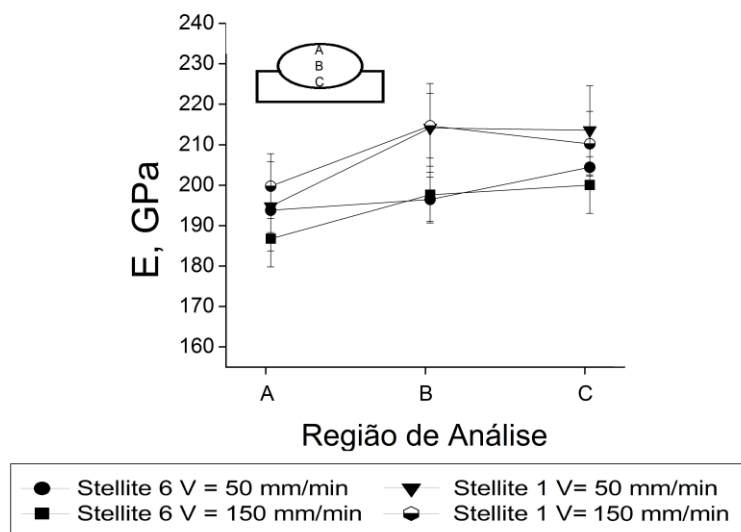 240
230
220
210
200
190
180
170
160
E, GPa
A
B
C
A B C
Região de Análise
Stellite 6 V = 50 mm/min Stellite 1 V= 50 mm/min
Stellite 6 V = 150 mm/min Stellite 1 V = 150 mm/min